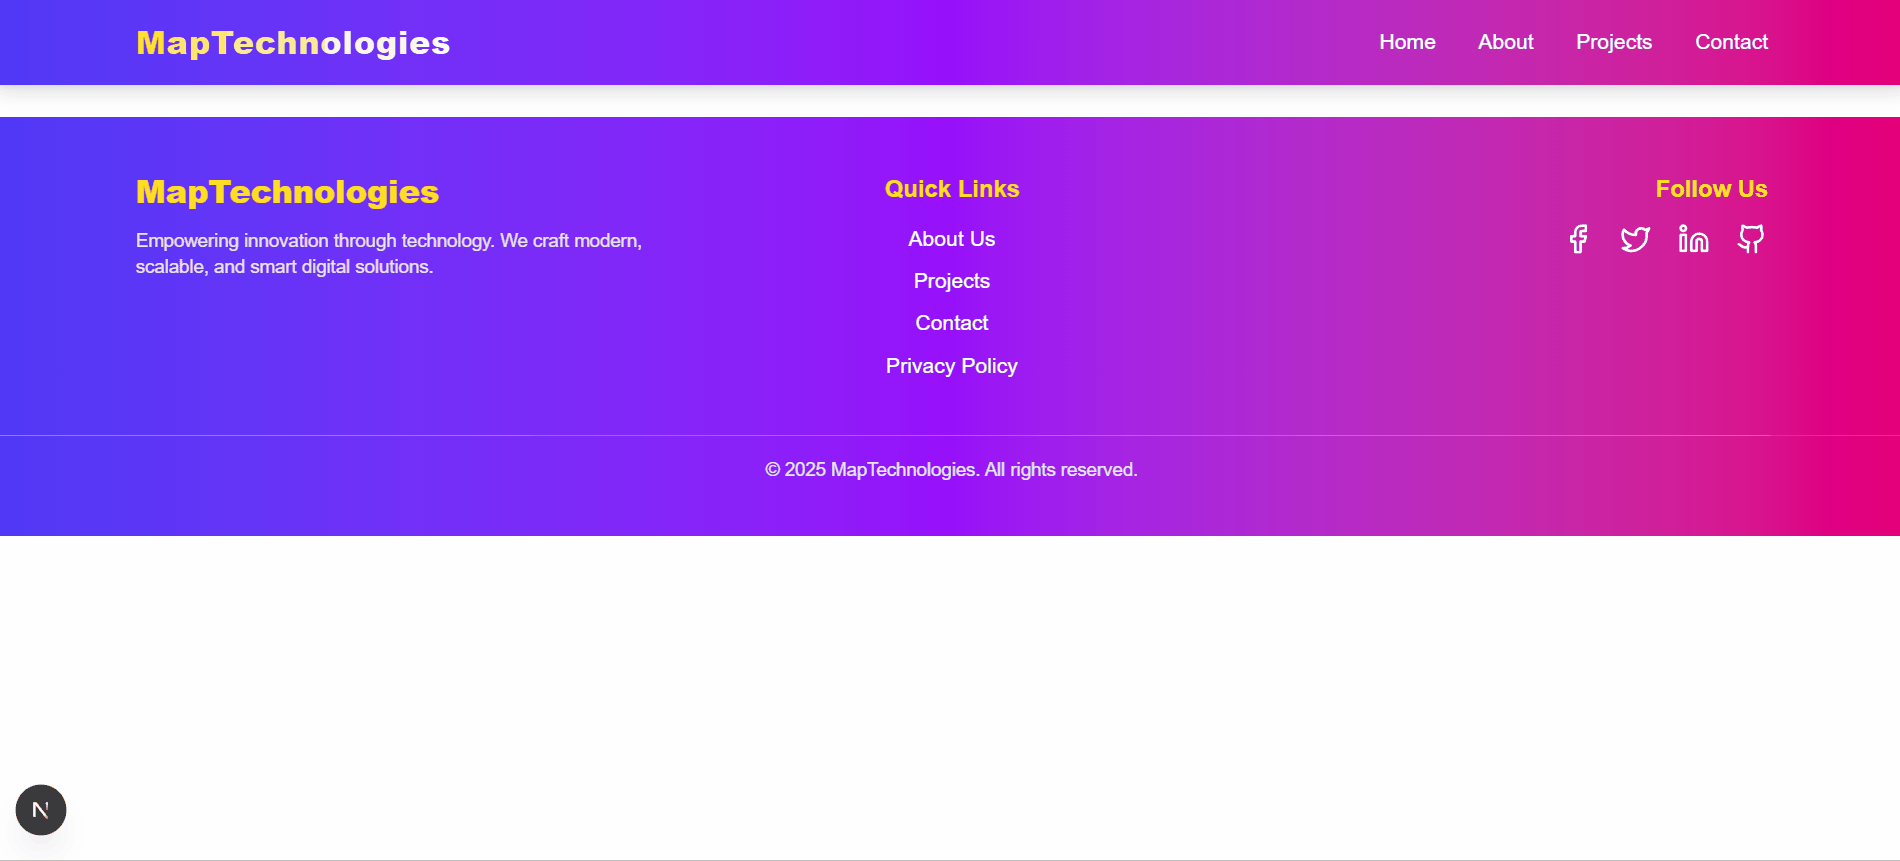 MapTechnologies
Home About Projects Contact
MapTechnologies
Empowering innovation through technology. We craft modern,
scalable, and smart digital solutions.
Quick Links
About Us
Projects
Contact
Privacy Policy
Follow Us
© 2025 MapTechnologies. All rights reserved.
N